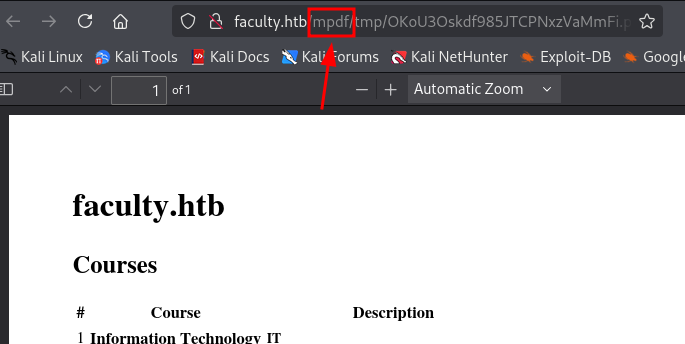 faculty.htb/mpdf/tmp/OKoU3Oskdf985JTCPNxzVaMmFi.p
Kali Linux Kali Tools Kali Docs Kali Forums Kali NetHunter Exploit-DB Google
1 of 1 Automatic Zoom
faculty.htb
Courses
# Course Description
1 Information Technology IT